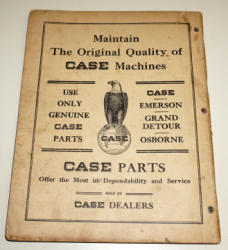 Maintain
The Original Quality of
CASE Machines
USE
ONLY
GENUINE
CASE
PARTS
CASE
CASE
EMERSON
GRAND
DETOUR
OSBORNE
CASE PARTS
Offer the Most in Dependability and Service
SOLD BY
CASE DEALERS